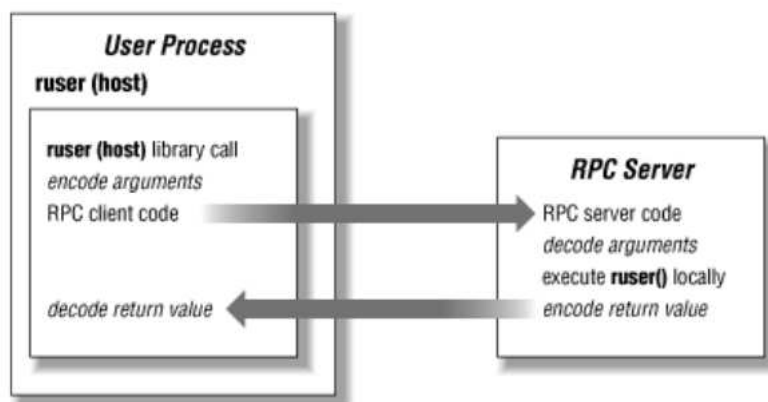 User Process
ruser (host)
ruser (host) library call
encode arguments
RPC client code
decode return value
RPC Server
RPC server code
decode arguments
execute ruser() locally
encode return value